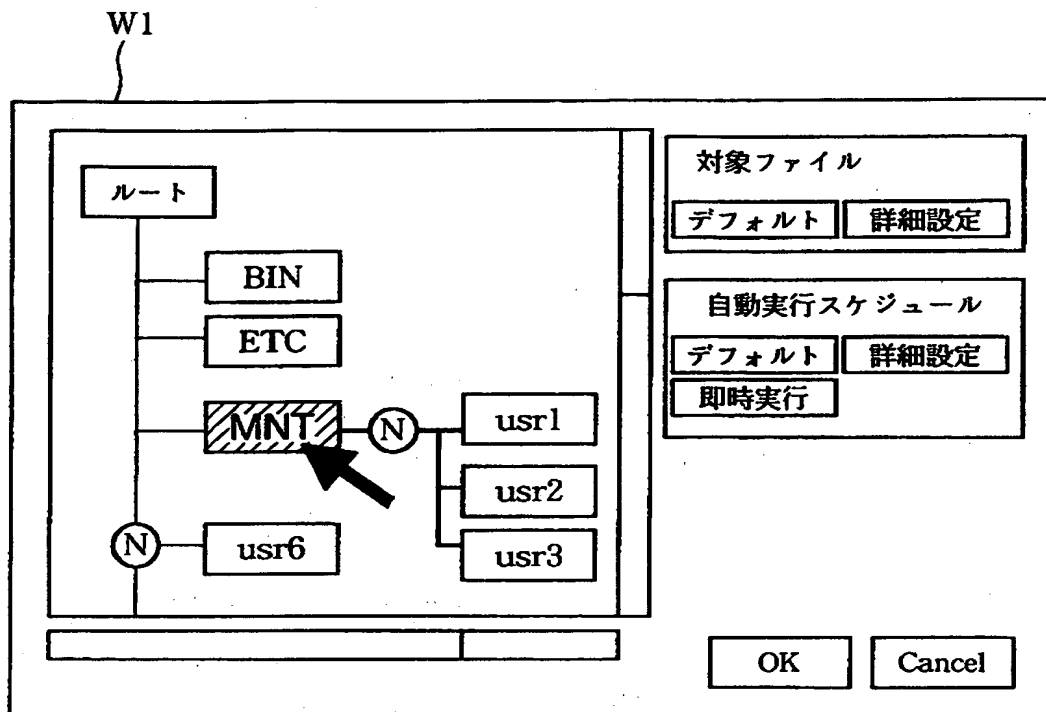 W1
ルート
BIN
ETC
MNT
N
usr1
usr2
usr3
N
usr6
対象ファイル
デフォルト 詳細設定
自動実行スケジュール
デフォルト 詳細設定
即時実行
OK Cancel